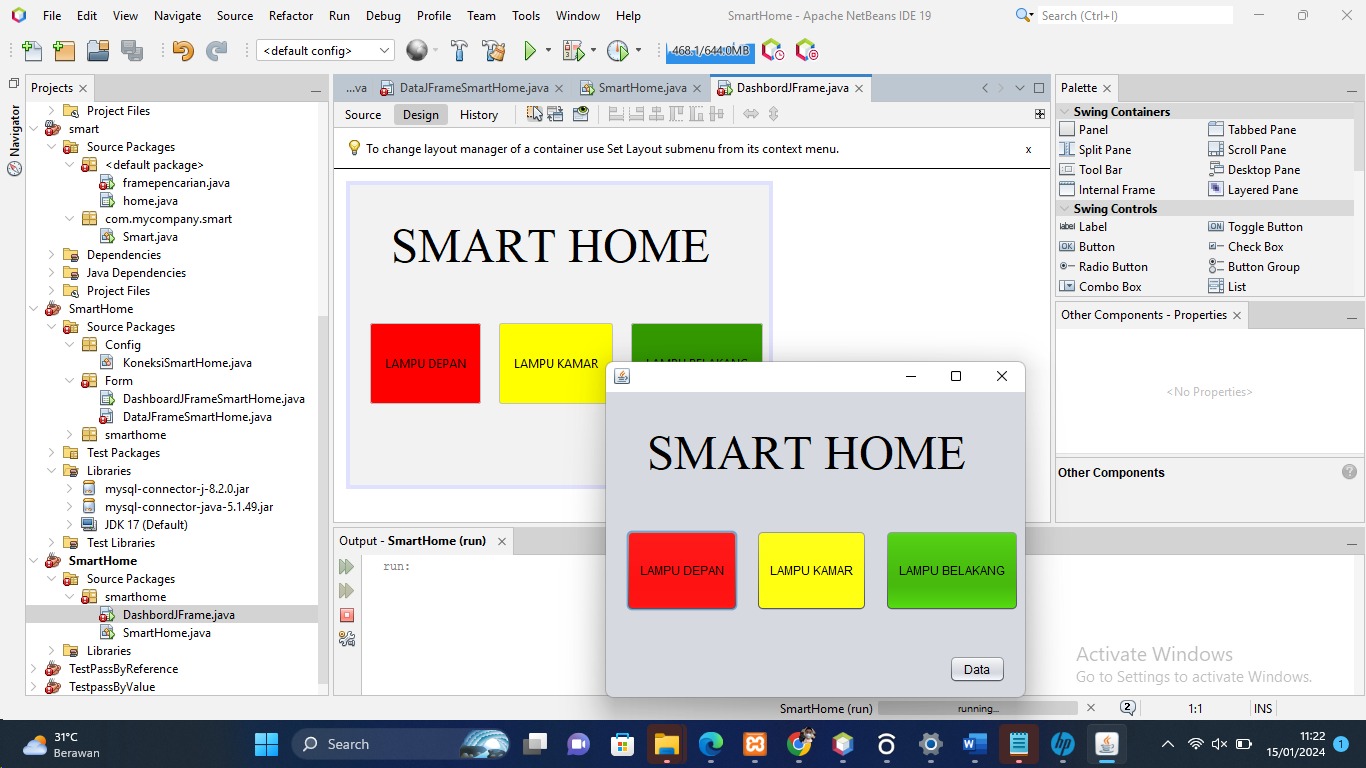 File Edit View Navigate Source Refactor Run Debug Profile Team Tools Window Help SmartHome - Apache NetBeans IDE 19 Search (Ctrl+I)
<default config> 468.1/644.0MB
Projects
Navigator
Project Files
smart
Source Packages
<default package>
framepencarian.java
home.java
com.mycompany.smart
Smart.java
Dependencies
Java Dependencies
Project Files
SmartHome
Source Packages
Config
KoneksiSmartHome.java
Form
DashboardJFrameSmartHome.java
DataJFrameSmartHome.java
smarthome
Test Packages
Libraries
mysql-connector-j-8.2.0.jar
mysql-connector-java-5.1.49.jar
JDK 17 (Default)
Test Libraries
SmartHome
Source Packages
smarthome
DashbordJFrame.java
SmartHome.java
Libraries
TestPassByReference
TestpassByValue
...va DataJFrameSmartHome.java SmartHome.java DashbordJFrame.java
Source Design History
To change layout manager of a container use Set Layout submenu from its context menu. x
SMART HOME
LAMPU DEPAN LAMPU KAMAR LAMPU BELAKANG
SMART HOME
LAMPU DEPAN LAMPU KAMAR LAMPU BELAKANG
Data
Output - SmartHome (run)
run:
Palette
Swing Containers
Panel Tabbed Pane
Split Pane Scroll Pane
Tool Bar Desktop Pane
Internal Frame Layered Pane
Swing Controls
label Label ON Toggle Button
OK Button Check Box
Radio Button Button Group
Combo Box List
Other Components - Properties
<No Properties>
Other Components
?
Activate Windows
Go to Settings to activate Windows.
SmartHome (run) running... 2 1:1 INS
31°C
Berawan
Search
11:22
15/01/2024
1